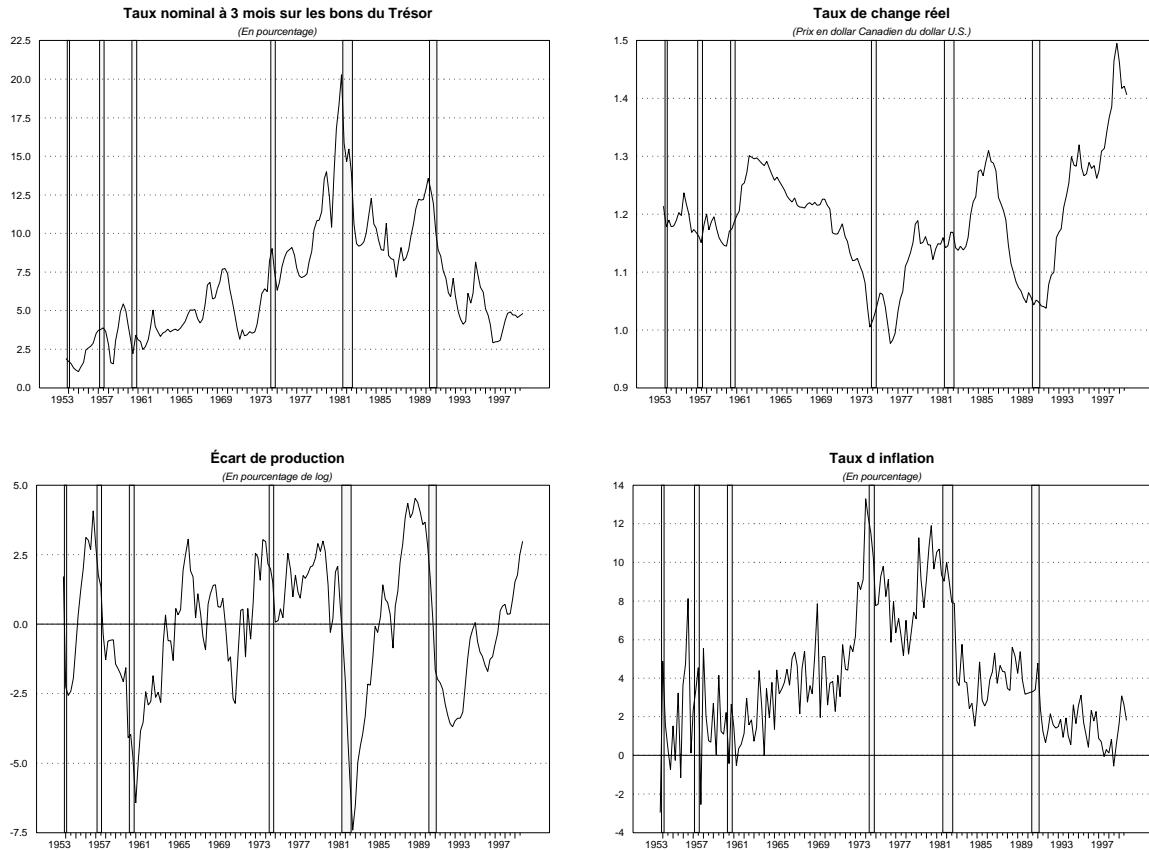 Taux nominal à 3 mois sur les bons du Trésor
(En pourcentage)
22.5
20.0
17.5
15.0
12.5
10.0
7.5
5.0
2.5
0.0
1953 1957 1961 1965 1969 1973 1977 1981 1985 1989 1993 1997
Taux de change réel
(Prix en dollar Canadien du dollar U.S.)
1.5
1.4
1.3
1.2
1.1
1.0
0.9
1953 1957 1961 1965 1969 1973 1977 1981 1985 1989 1993 1997
Écart de production
(En pourcentage de log)
5.0
2.5
0.0
-2.5
-5.0
-7.5
1953 1957 1961 1965 1969 1973 1977 1981 1985 1989 1993 1997
Taux d inflation
(En pourcentage)
14
12
10
8
6
4
2
0
-2
-4
1953 1957 1961 1965 1969 1973 1977 1981 1985 1989 1993 1997